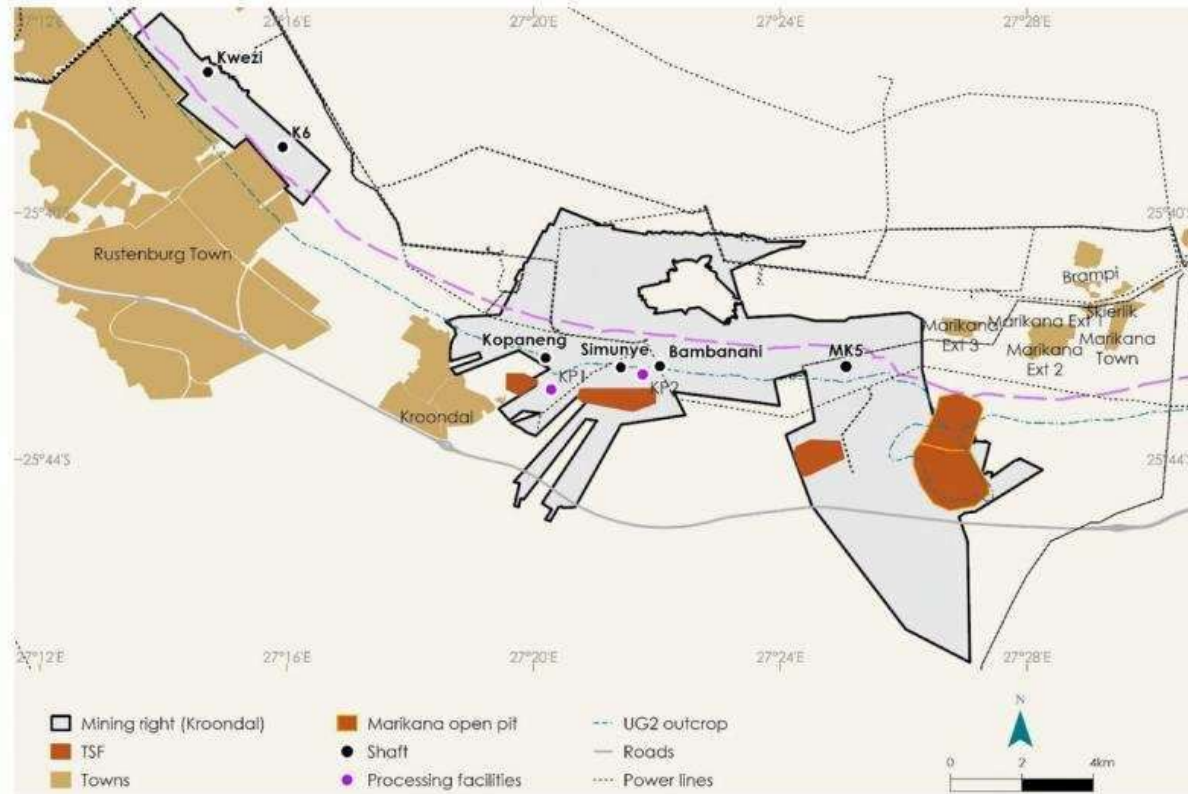 27°12'E 27°16'E 27°20'E 27°24'E 27°28'E
Kwezi
K6
25°40'S 25°40'S
Rustenburg Town
Brampi
Skierlik
Marikana Ext 3
Marikana Ext 1
Marikana Ext 2
Marikana Town
Kopaneng
Simunye
Bambanani
MK5
KP1
KP2
Kroondal
25°44'S 25°44'S
27°12'E 27°16'E 27°20'E 27°24'E 27°28'E
Mining right (Kroondal)
TSF
Towns
Marikana open pit
Shaft
Processing facilities
UG2 outcrop
Roads
Power lines
N
0 2 4km